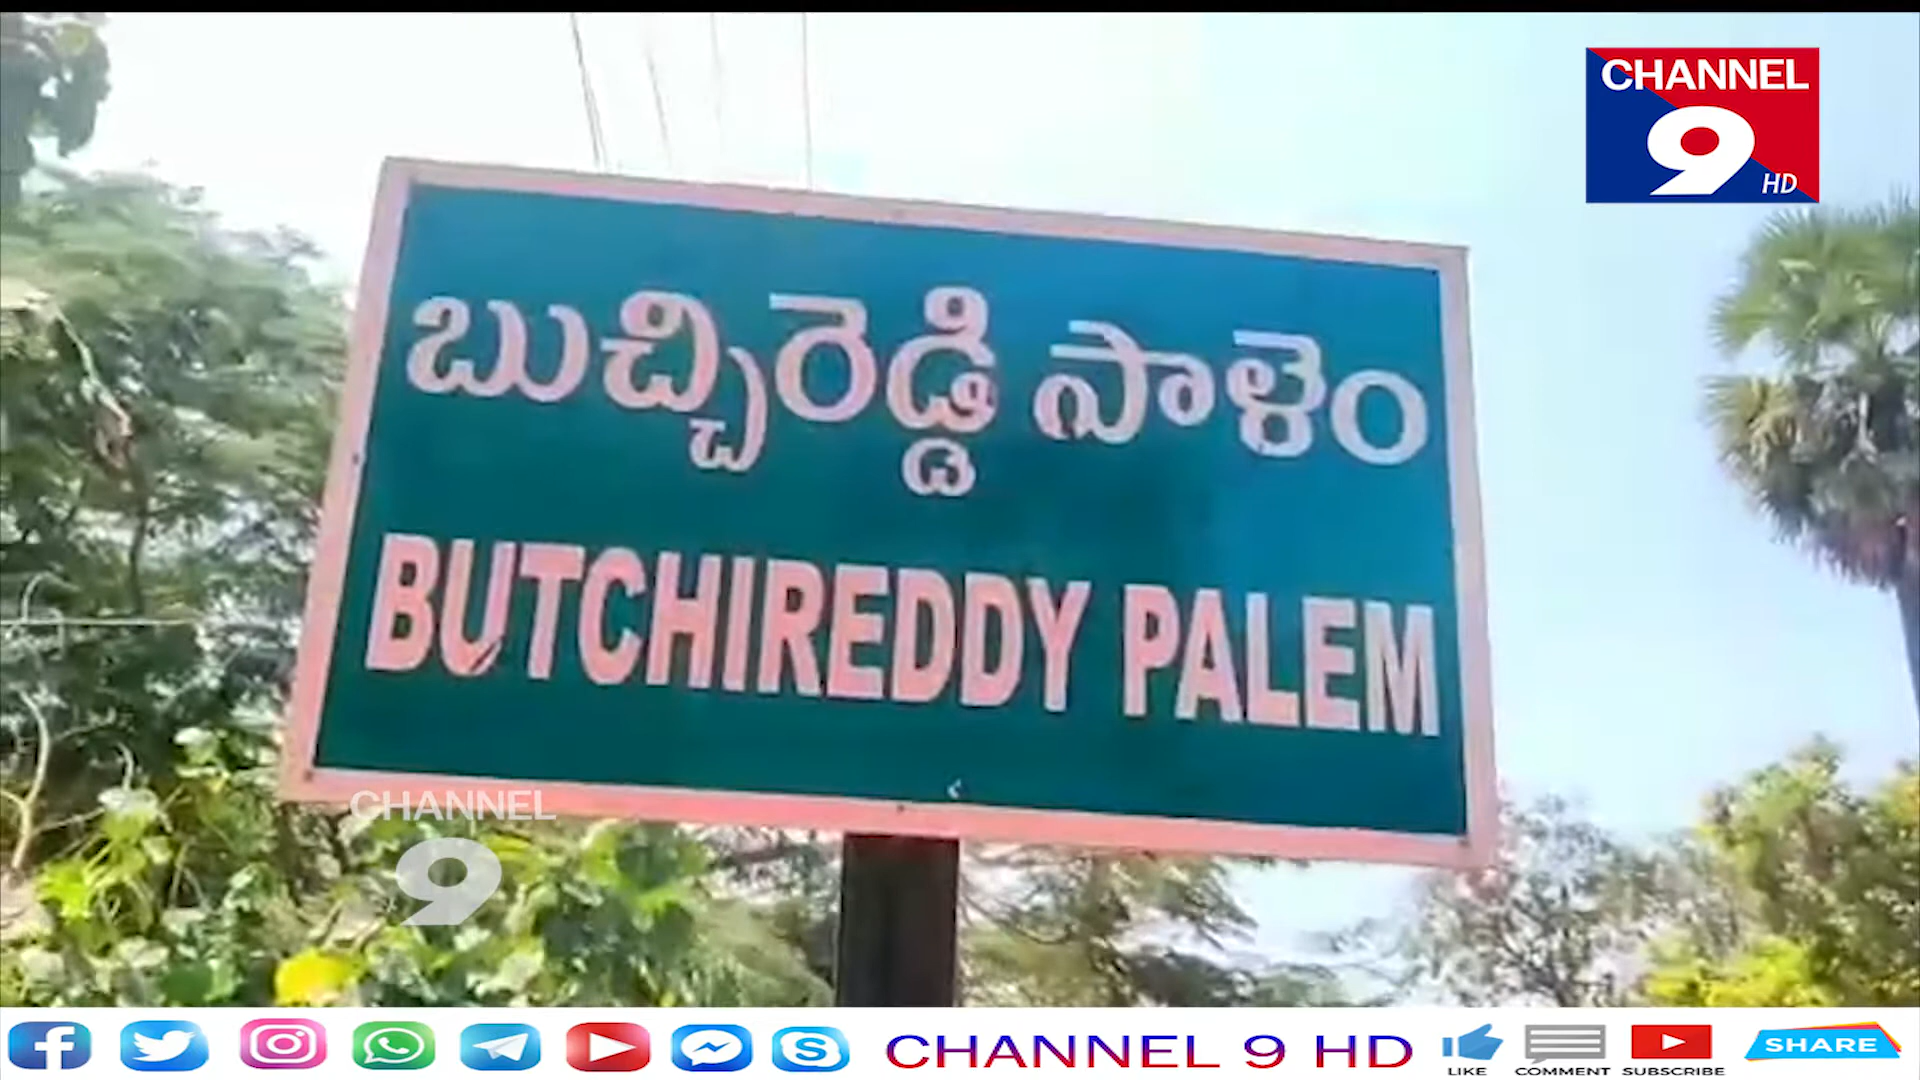 CHANNEL
9
HD
బుచ్చిరెడ్డి పాళెం
BUTCHIREDDY PALEM
CHANNEL
9
CHANNEL 9 HD
LIKE
COMMENT
SUBSCRIBE
SHARE